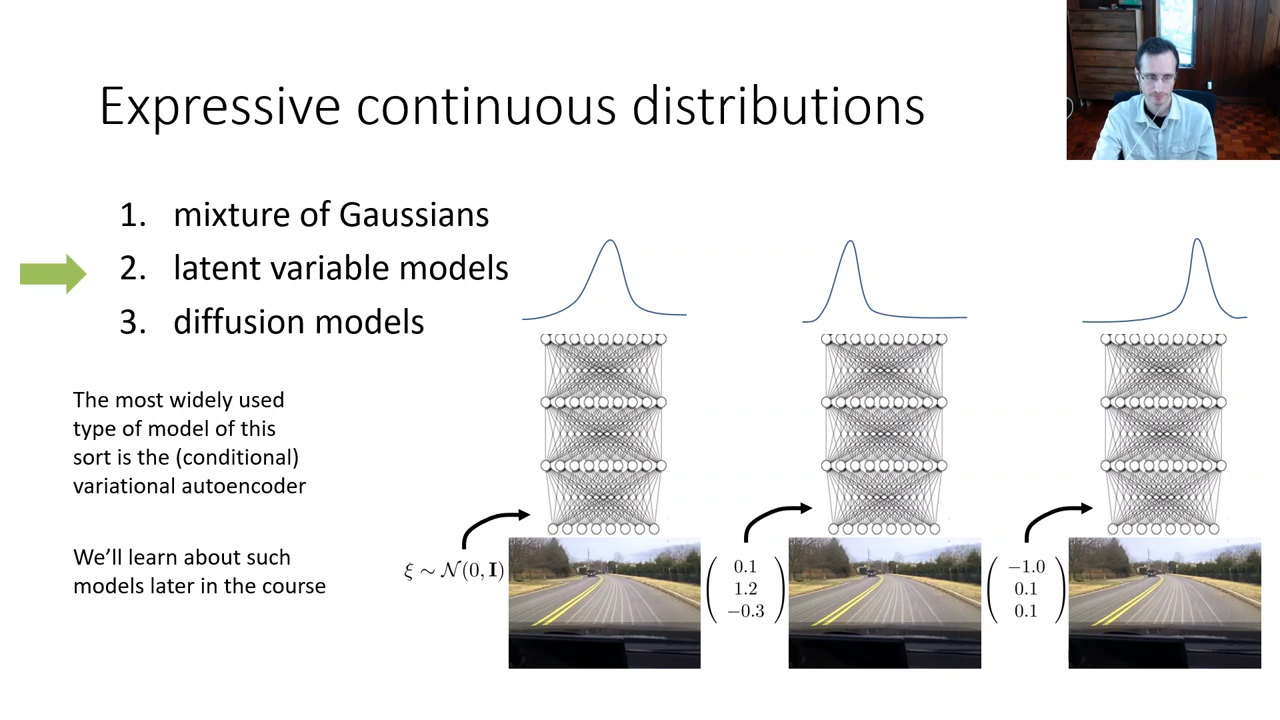 Expressive continuous distributions
1. mixture of Gaussians
2. latent variable models
3. diffusion models
The most widely used
type of model of this
sort is the (conditional)
variational autoencoder
We'll learn about such
models later in the course
ξ ∼ 𝒩(0, I)
0.1
1.2
−0.3
−1.0
0.1
0.1